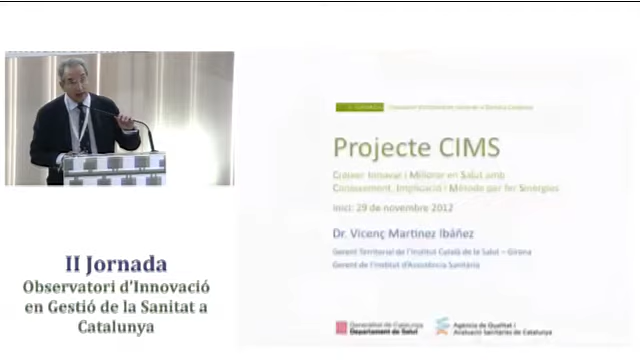 II Jornada
Observatori d'Innovació
en Gestió de la Sanitat a
Catalunya
Projecte CIMS
Créixer Innovar i Millorar en Salut amb
Coneixement, Implicació i Mètode per fer Sinergies
Inici: 29 de novembre 2012
Dr. Vicenç Martínez Ibáñez
Gerent Territorial de l'Institut Català de la Salut – Girona
Gerent de l'Institut d'Assistència Sanitària
Generalitat de Catalunya
Departament de Salut
Agència de Qualitat i
Avaluació Sanitàries de Catalunya